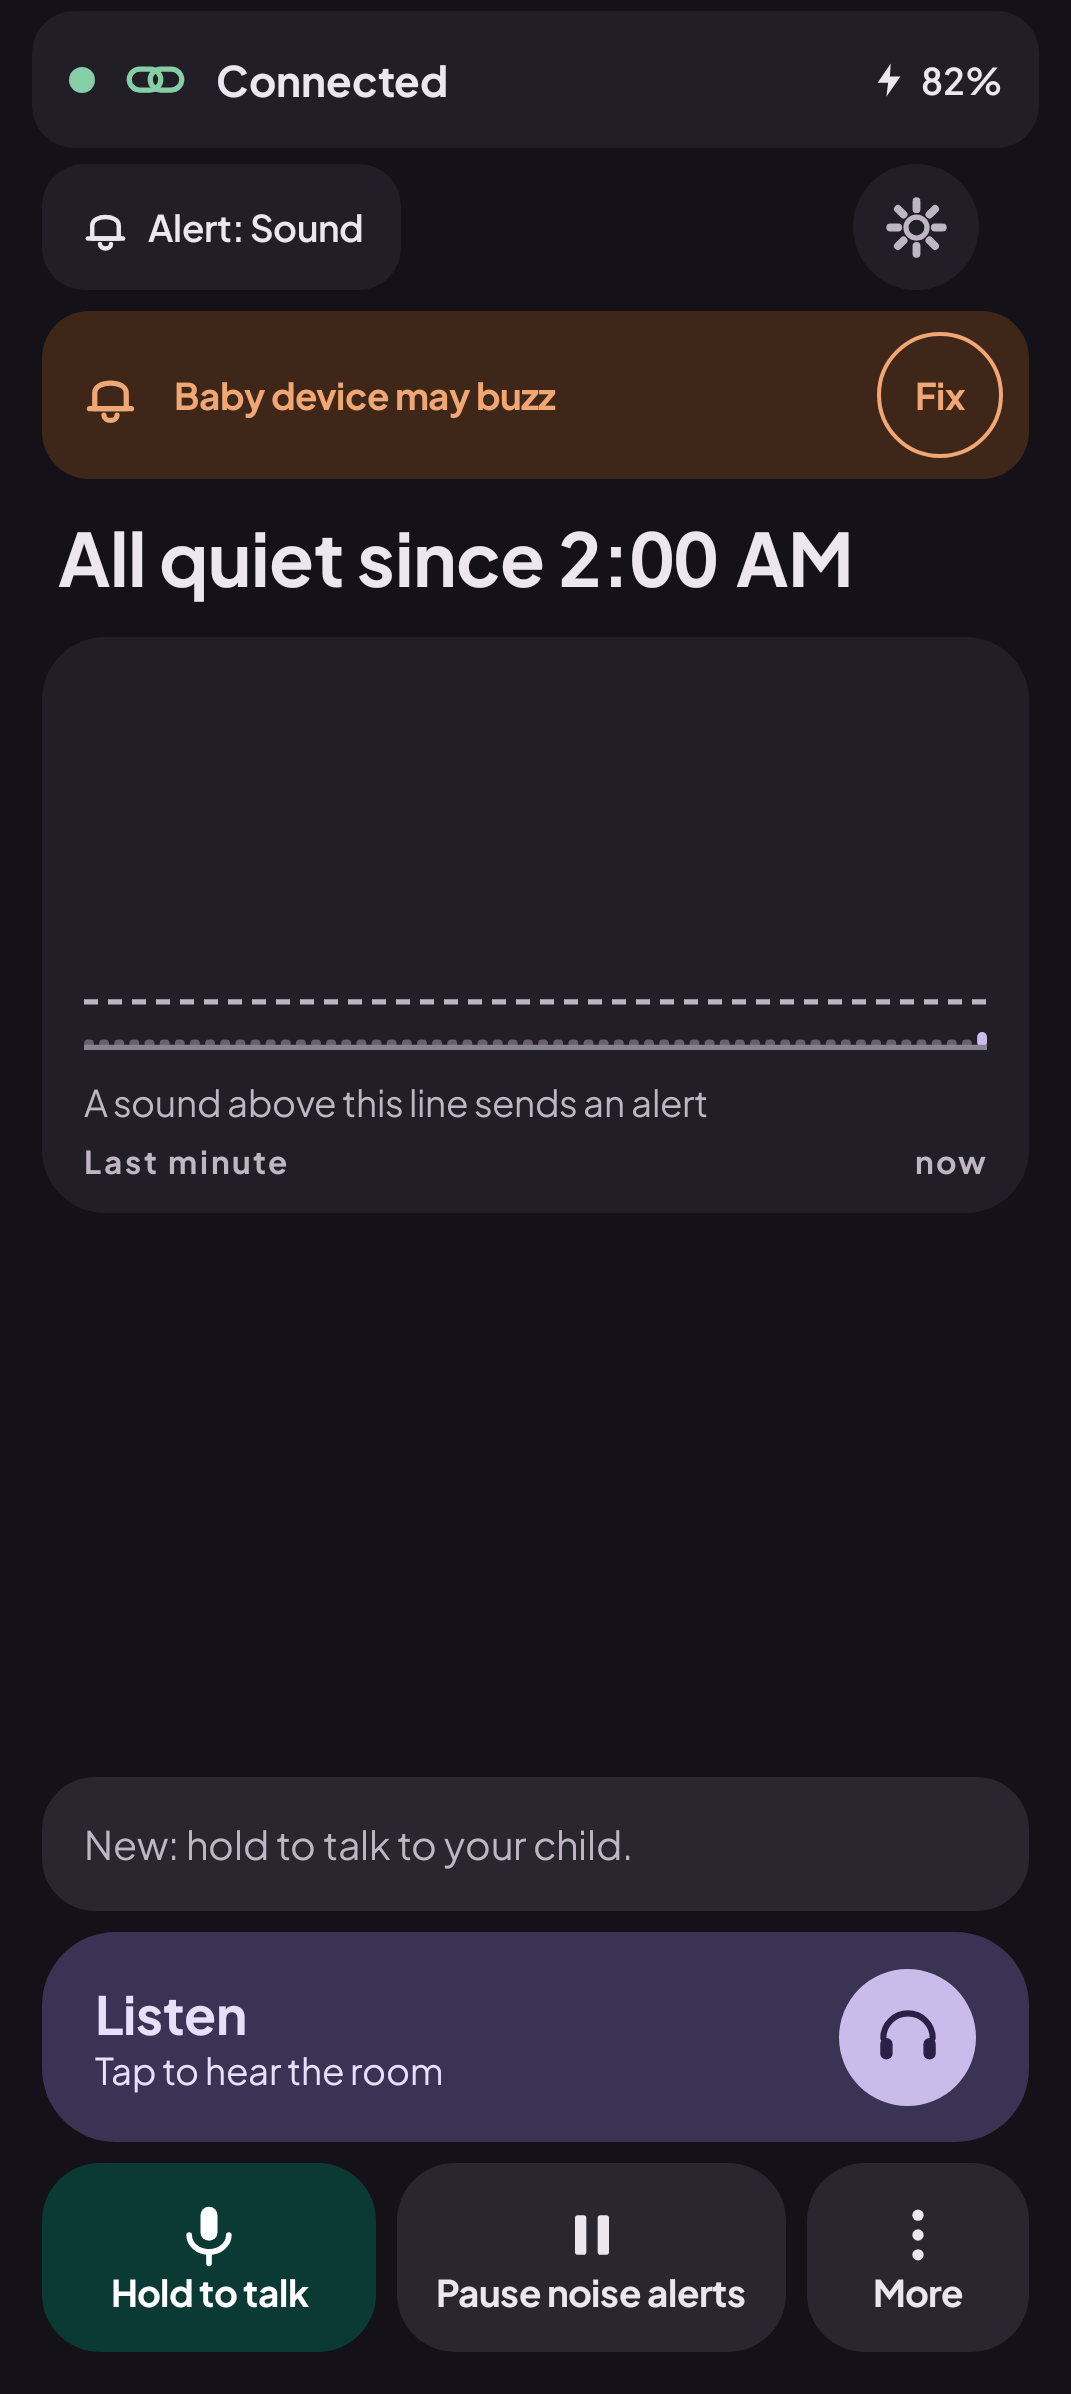 Connected
82%
Alert: Sound
Baby device may buzz
Fix
All quiet since 2:00 AM
A sound above this line sends an alert
Last minute
now
New: hold to talk to your child.
Listen
Tap to hear the room
Hold to talk
Pause noise alerts
More